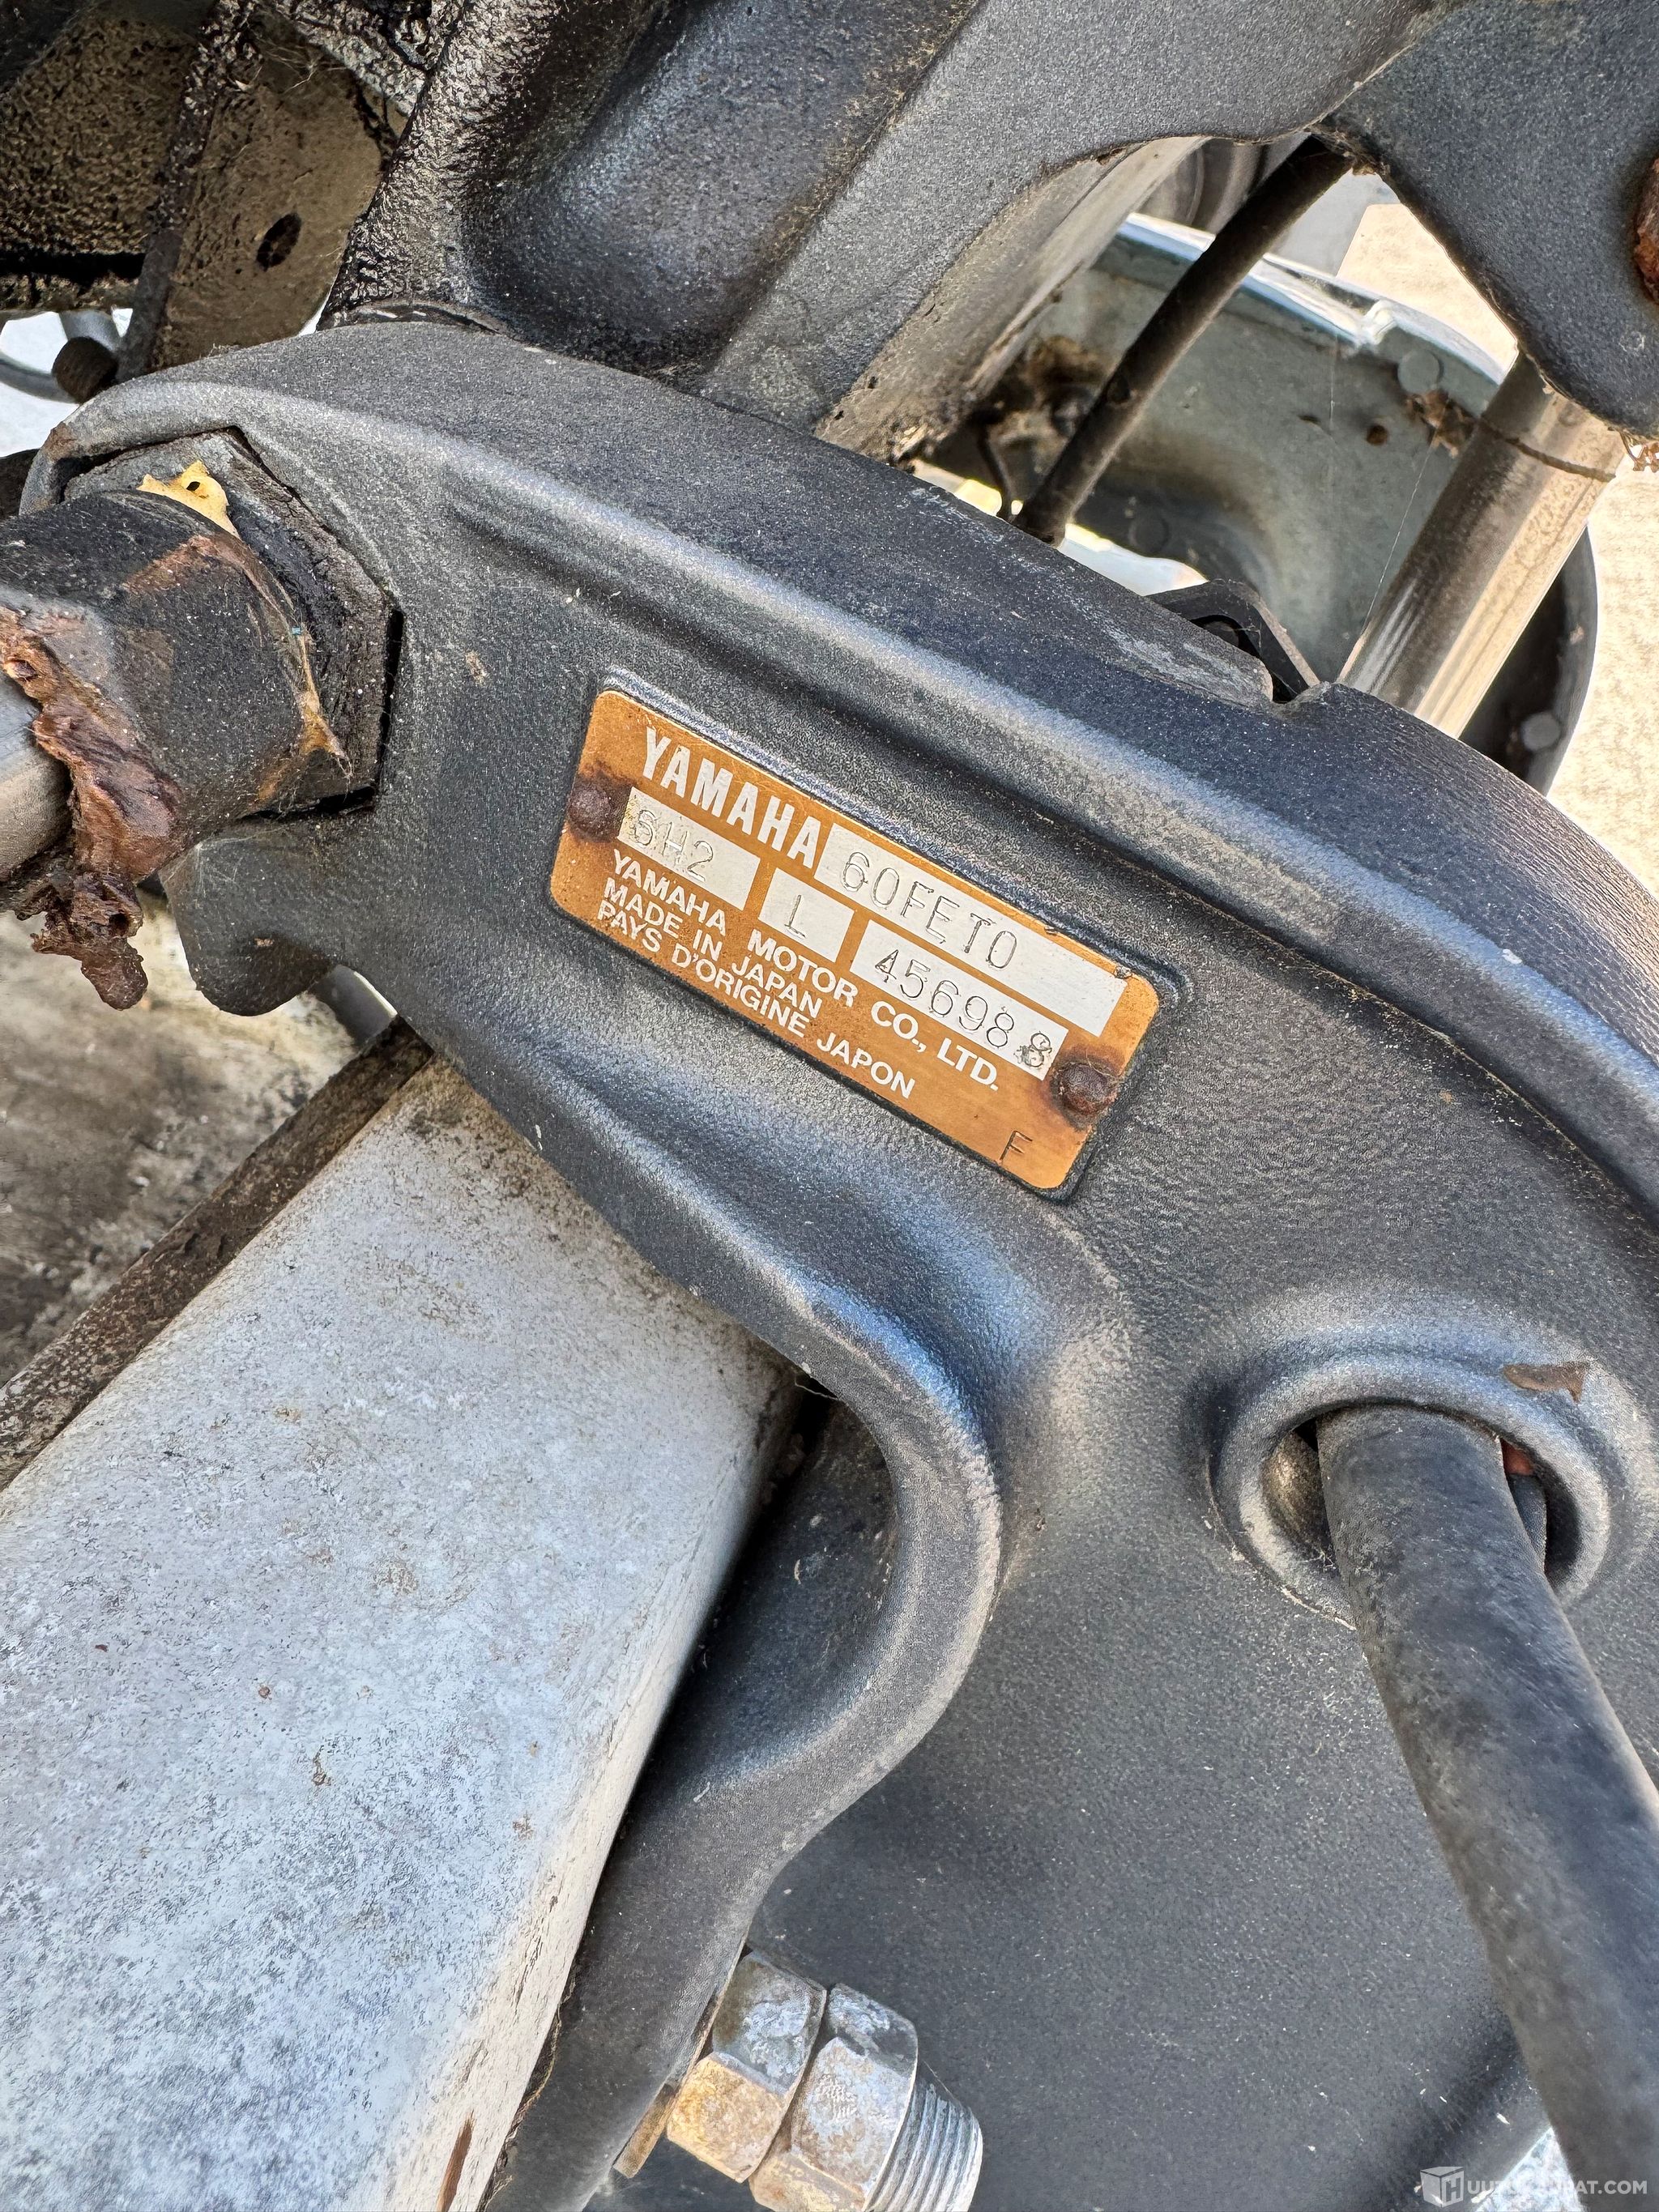 YAMAHA 60FETO
6H2 L 456988
YAMAHA MOTOR CO., LTD.
MADE IN JAPAN
PAYS D'ORIGINE JAPON
F